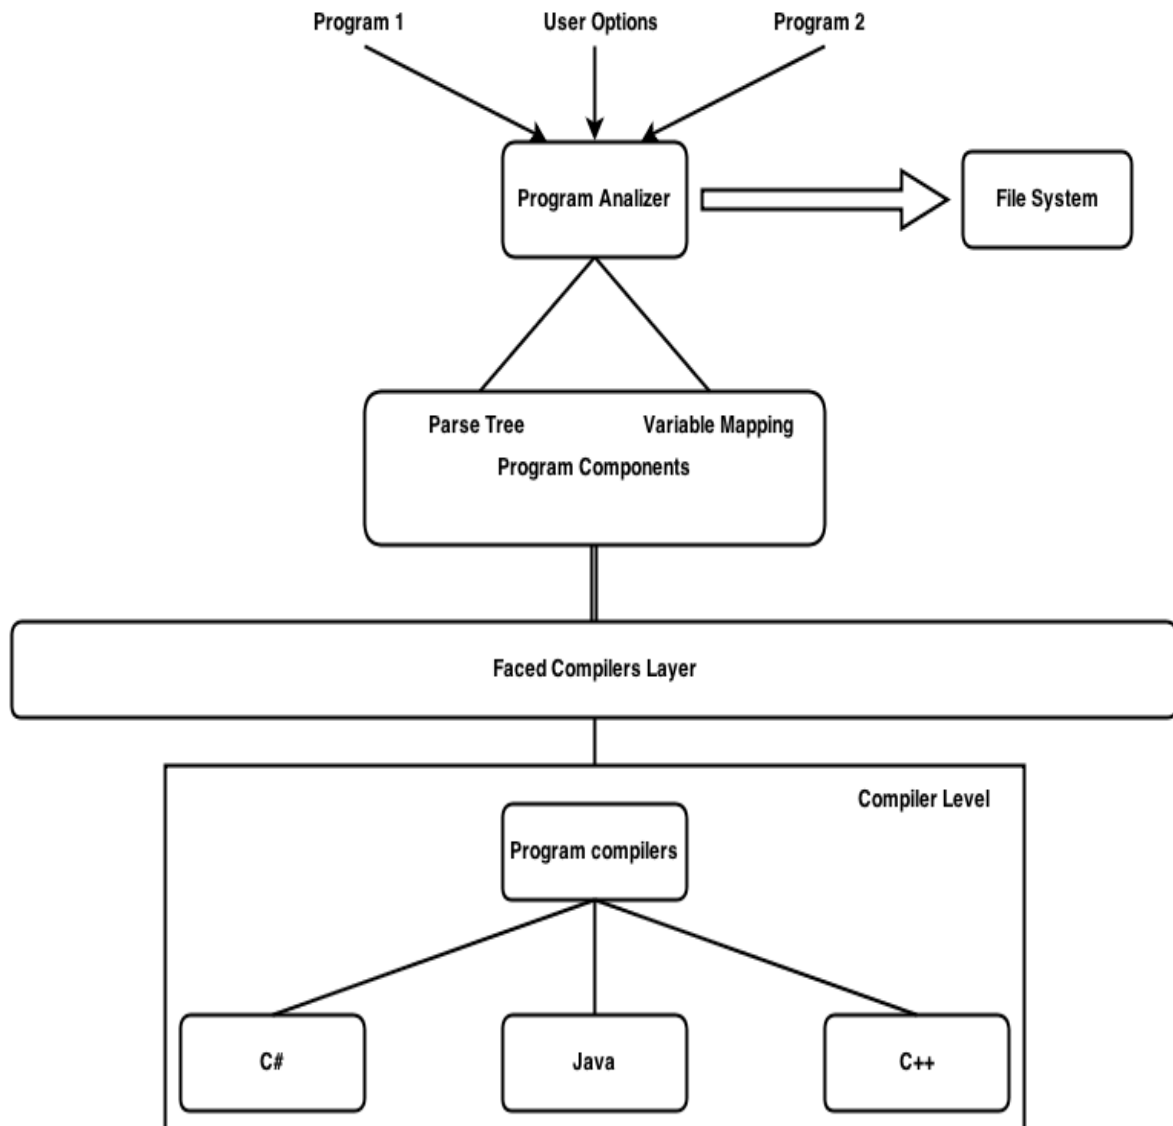 Program 1
User Options
Program 2
Program Analizer
File System
Parse Tree
Variable Mapping
Program Components
Faced Compilers Layer
Compiler Level
Program compilers
C#
Java
C++